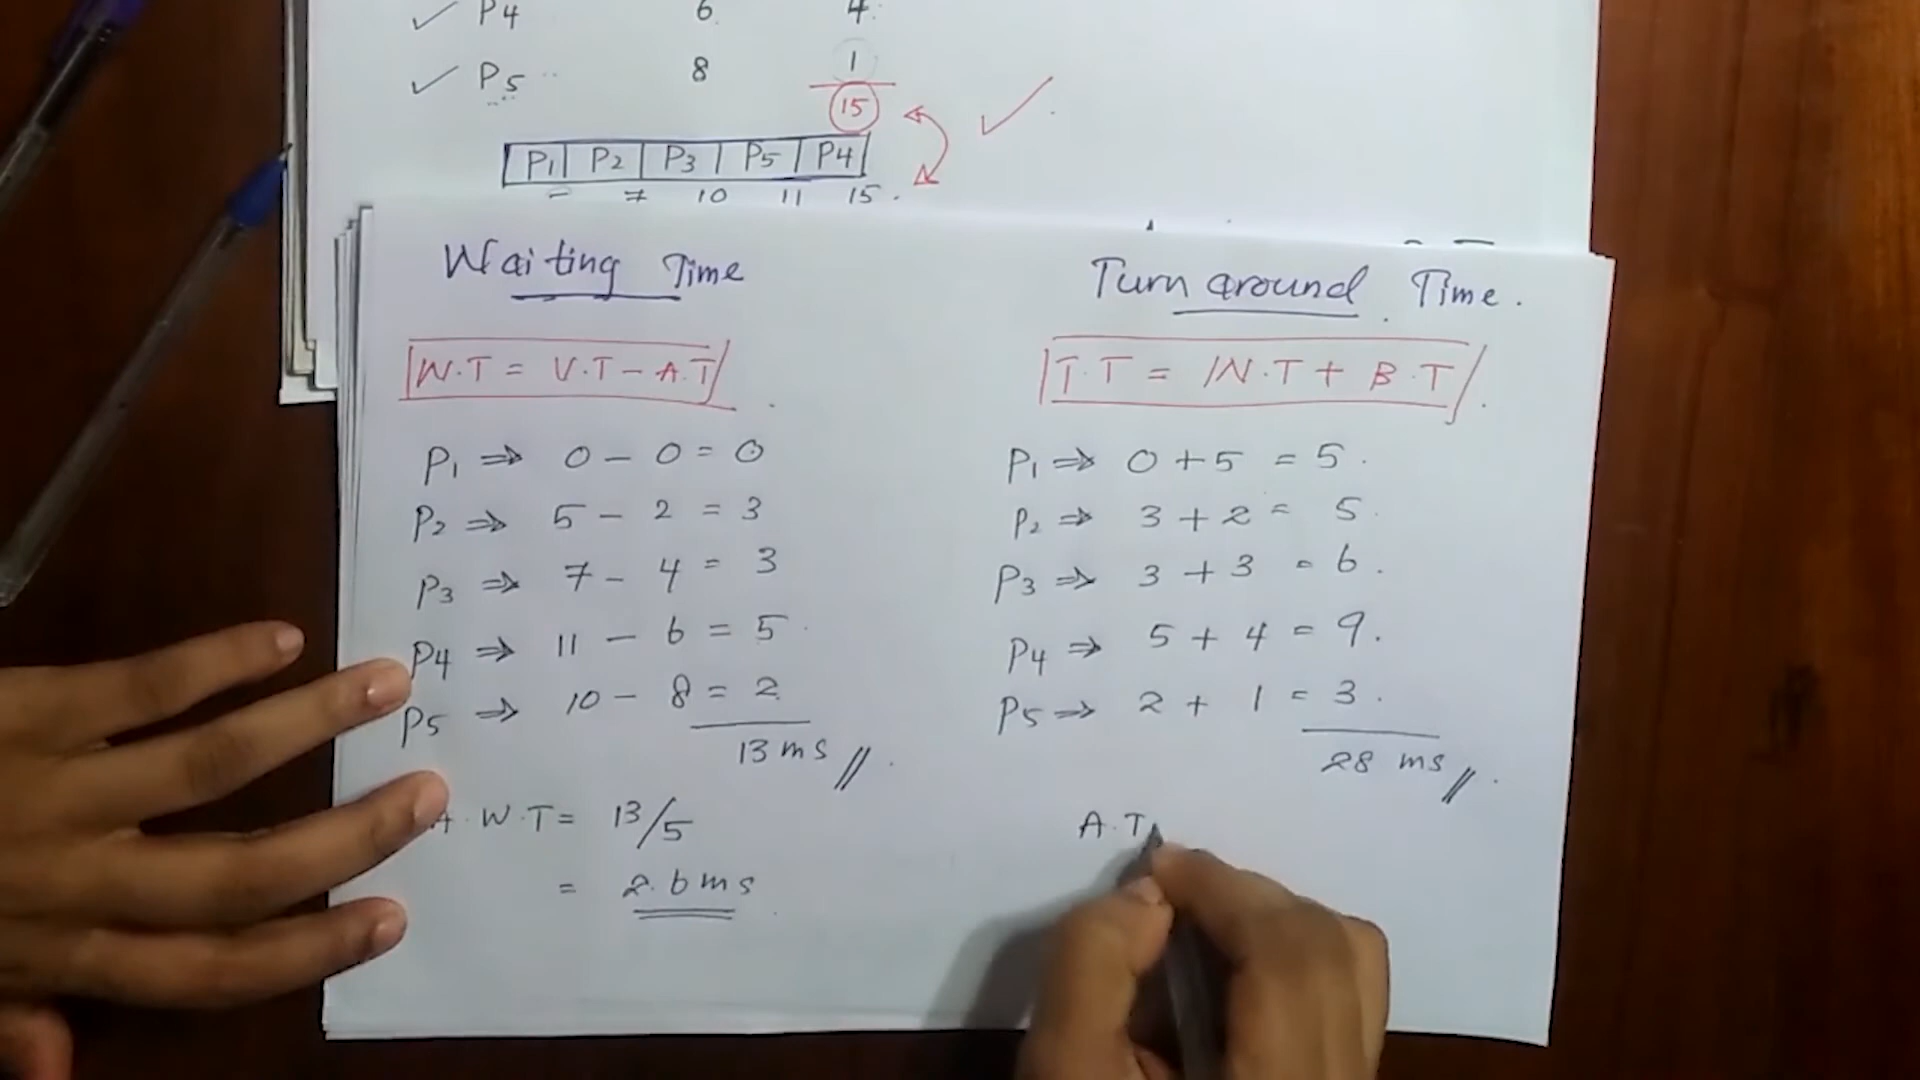 ✓ P4 6 4
✓ P5 8 1
15 ✓
P1 P2 P3 P5 P4
7 10 11 15
Waiting Time
W.T = V.T - A.T
P1 ⇒ 0 - 0 = 0
P2 ⇒ 5 - 2 = 3
P3 ⇒ 7 - 4 = 3
P4 ⇒ 11 - 6 = 5
P5 ⇒ 10 - 8 = 2
13 ms //
A.W.T = 13/5
= 2.6 ms
Turn around Time.
T.T = W.T + B.T
P1 ⇒ 0 + 5 = 5.
P2 ⇒ 3 + 2 = 5.
P3 ⇒ 3 + 3 = 6.
P4 ⇒ 5 + 4 = 9.
P5 ⇒ 2 + 1 = 3.
28 ms //
A.T